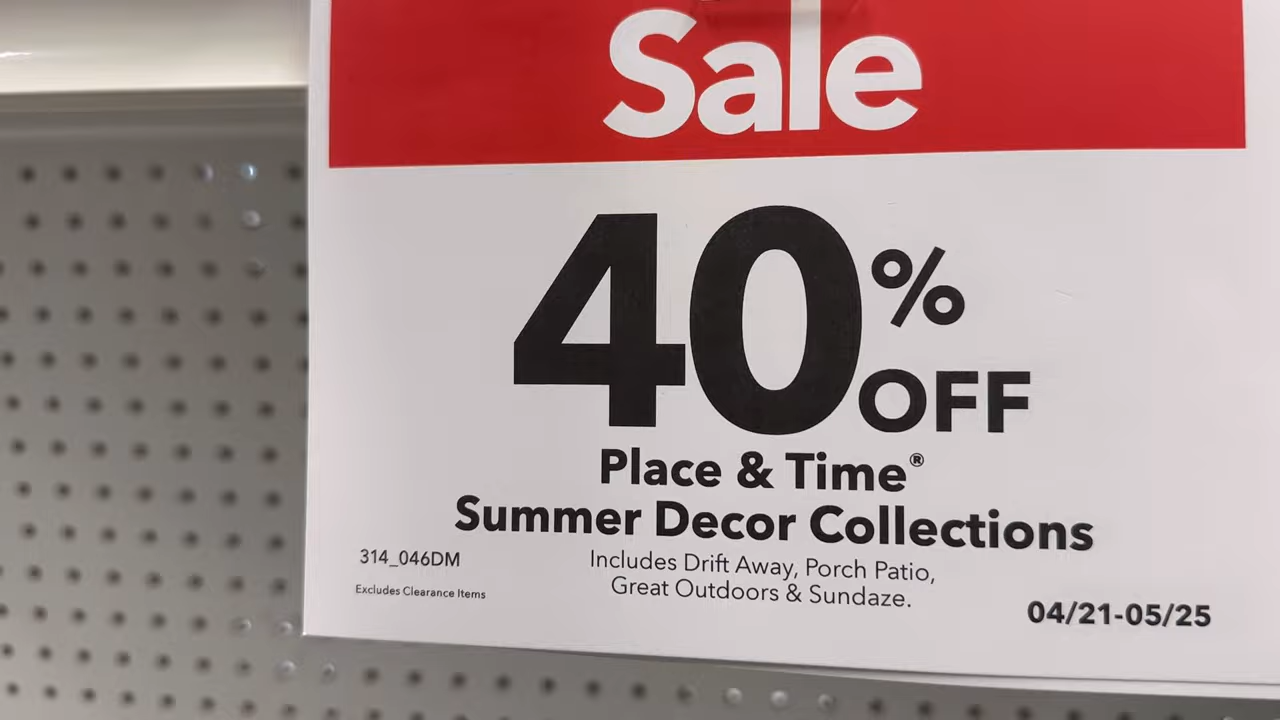 Sale
40% OFF
Place & Time®
Summer Decor Collections
Includes Drift Away, Porch Patio,
Great Outdoors & Sundaze.
314_046DM
Excludes Clearance Items
04/21-05/25